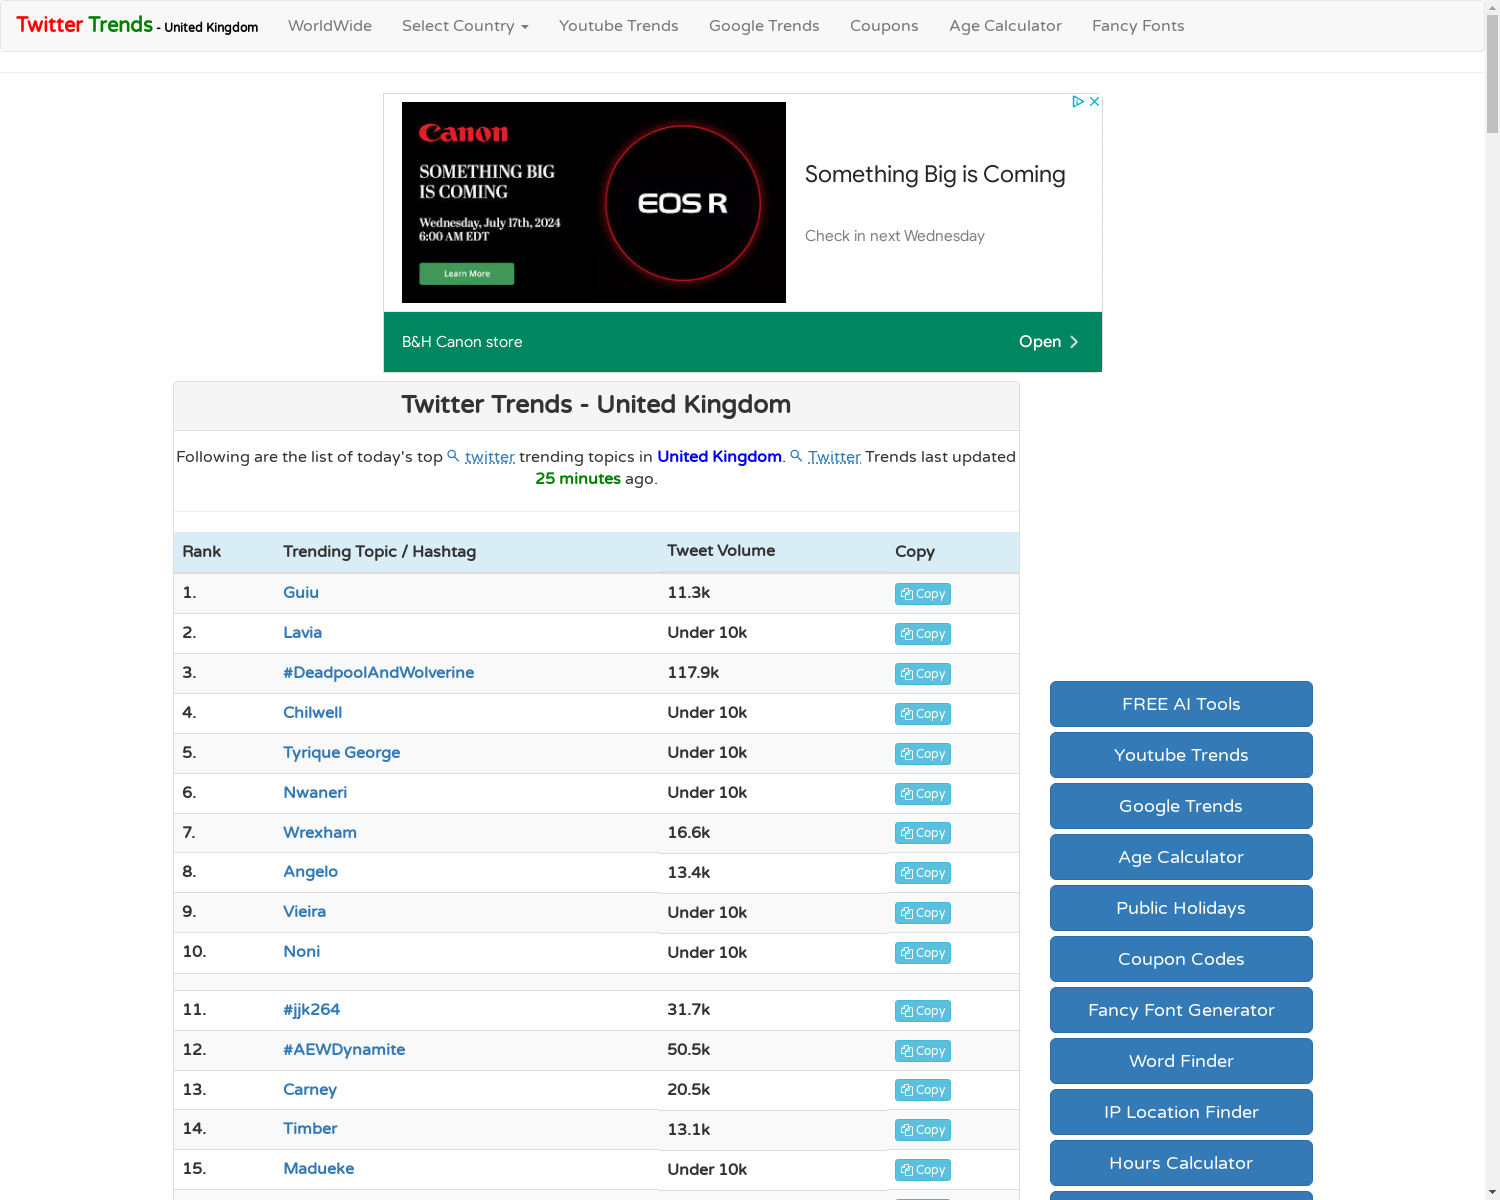 Twitter Trends - United Kingdom WorldWide Select Country Youtube Trends Google Trends Coupons Age Calculator Fancy Fonts
Canon
SOMETHING BIG
IS COMING
Wednesday, July 17th, 2024
6:00 AM EDT
Learn More
EOS R
Something Big is Coming
Check in next Wednesday
B&H Canon store
Open
Twitter Trends - United Kingdom
Following are the list of today's top twitter trending topics in United Kingdom. Twitter Trends last updated
25 minutes ago.
Rank Trending Topic / Hashtag Tweet Volume Copy
1. Guiu 11.3k Copy
2. Lavia Under 10k Copy
3. #DeadpoolAndWolverine 117.9k Copy
4. Chilwell Under 10k Copy
5. Tyrique George Under 10k Copy
6. Nwaneri Under 10k Copy
7. Wrexham 16.6k Copy
8. Angelo 13.4k Copy
9. Vieira Under 10k Copy
10. Noni Under 10k Copy
11. #jjk264 31.7k Copy
12. #AEWDynamite 50.5k Copy
13. Carney 20.5k Copy
14. Timber 13.1k Copy
15. Madueke Under 10k Copy
FREE AI Tools
Youtube Trends
Google Trends
Age Calculator
Public Holidays
Coupon Codes
Fancy Font Generator
Word Finder
IP Location Finder
Hours Calculator